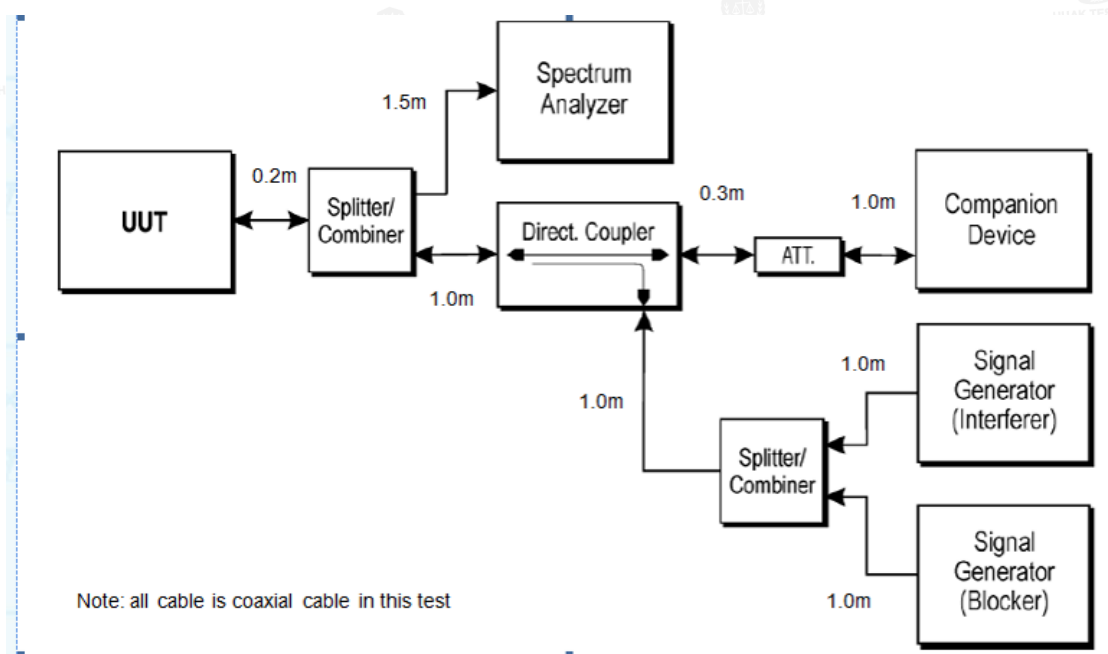 Spectrum
Analyzer
1.5m
UUT
0.2m
Splitter/
Combiner
1.0m
Direct. Coupler
0.3m
ATT.
1.0m
Companion
Device
1.0m
Splitter/
Combiner
1.0m
Signal
Generator
(Interferer)
1.0m
Signal
Generator
(Blocker)
Note: all cable is coaxial cable in this test